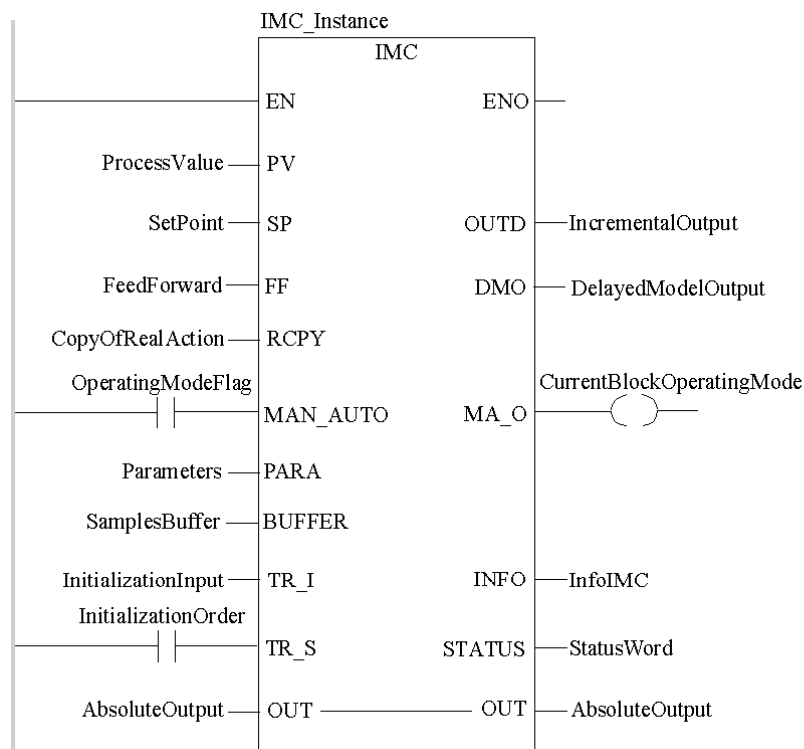 IMC_Instance
IMC
EN ENO
ProcessValue PV
SetPoint SP OUTD IncrementalOutput
FeedForward FF DMO DelayedModelOutput
CopyOfRealAction RCPY
OperatingModeFlag CurrentBlockOperatingMode
MAN_AUTO MA_O
Parameters PARA
SamplesBuffer BUFFER
InitializationInput TR_I INFO InfoIMC
InitializationOrder
TR_S STATUS StatusWord
AbsoluteOutput OUT OUT AbsoluteOutput